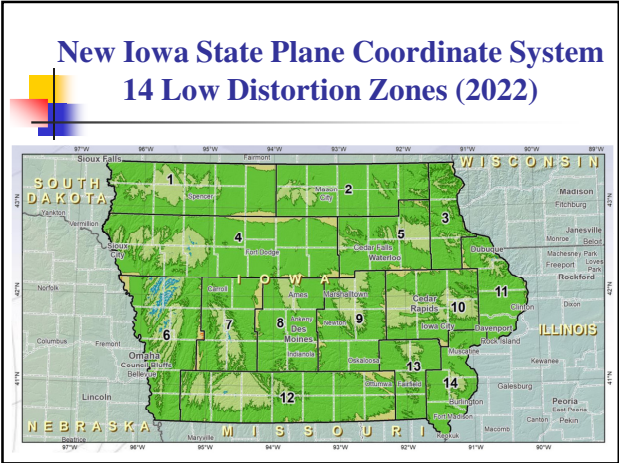 New Iowa State Plane Coordinate System
14 Low Distortion Zones (2022)
97°W 96°W 95°W 94°W 93°W 92°W 91°W 90°W 89°W
Sioux Falls Fairmont WISCONSIN
SOUTH
DAKOTA
1 Spencer
Mason
City
2
3
Madison
Fitchburg
43°N 43°N
Yankton
Vermillion
Janesville
Monroe Beloit
Sioux
City
4
Fort Dodge
5
Cedar Falls
Waterloo
Dubuque
Machesney Park
Freeport Loves
Park
Rockford
IOWA
42°N 42°N
Norfolk
Carroll
Ames Marshalltown
Cedar
Rapids
10
11
Clinton
Dixon
6
7
8
Ankeny
Des
Moines
Newton
9
Iowa City
Davenport
Rock Island
ILLINOIS
Columbus Fremont
Omaha
Council Bluffs
Bellevue
Indianola
Oskaloosa
13
Muscatine
Kewanee
41°N 41°N
Lincoln
12
Ottumwa Fairfield
14
Burlington
Galesburg
Peoria
East Peoria
Fort Madison
Keokuk
Macomb
Canton Pekin
NEBRASKA
Beatrice
Maryville
MISSOURI
97°W 96°W 95°W 94°W 93°W 92°W 91°W 90°W